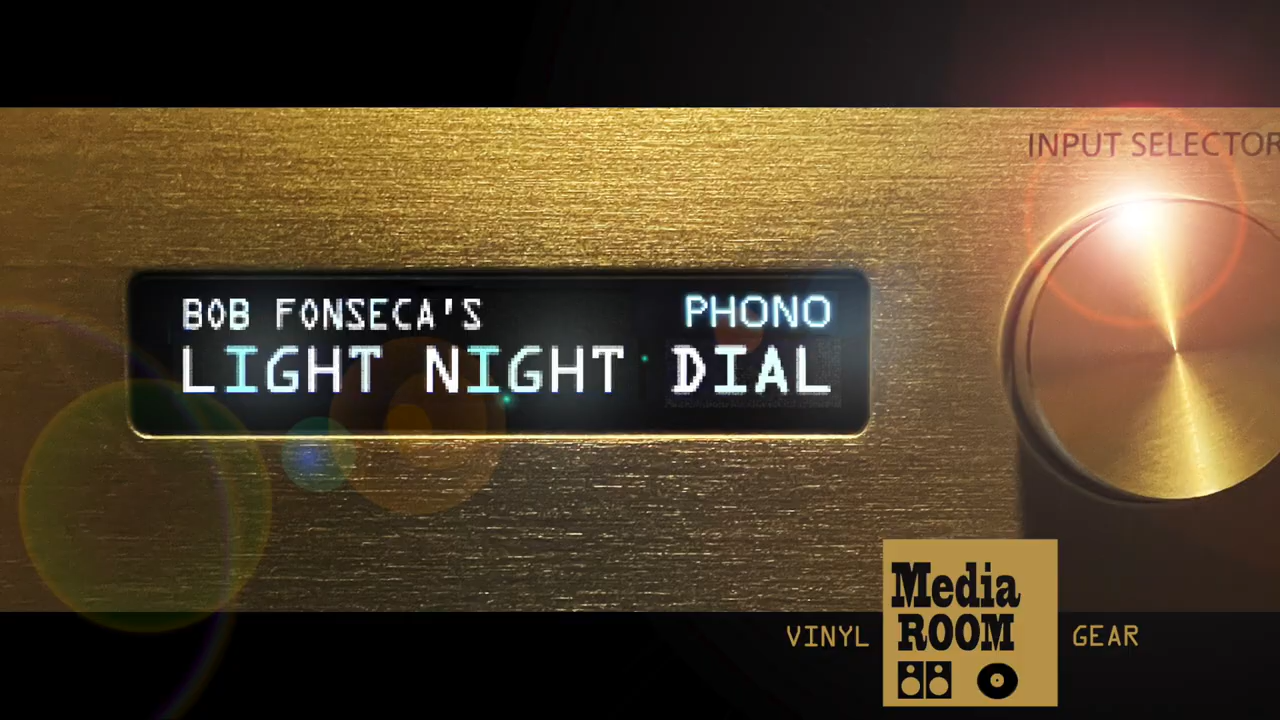 INPUT SELECTOR
BOB FONSECA'S PHONO
LIGHT NIGHT DIAL
Media
ROOM
VINYL GEAR